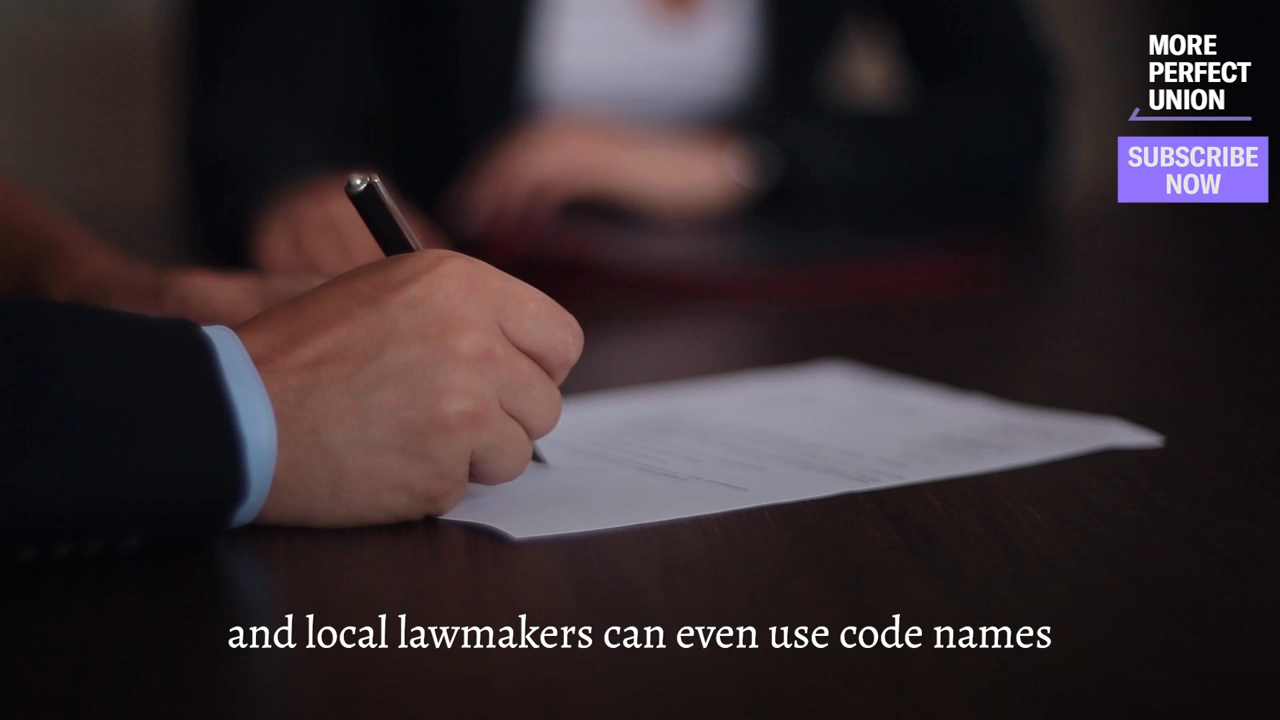 MORE
PERFECT
UNION
SUBSCRIBE
NOW
and local lawmakers can even use code names